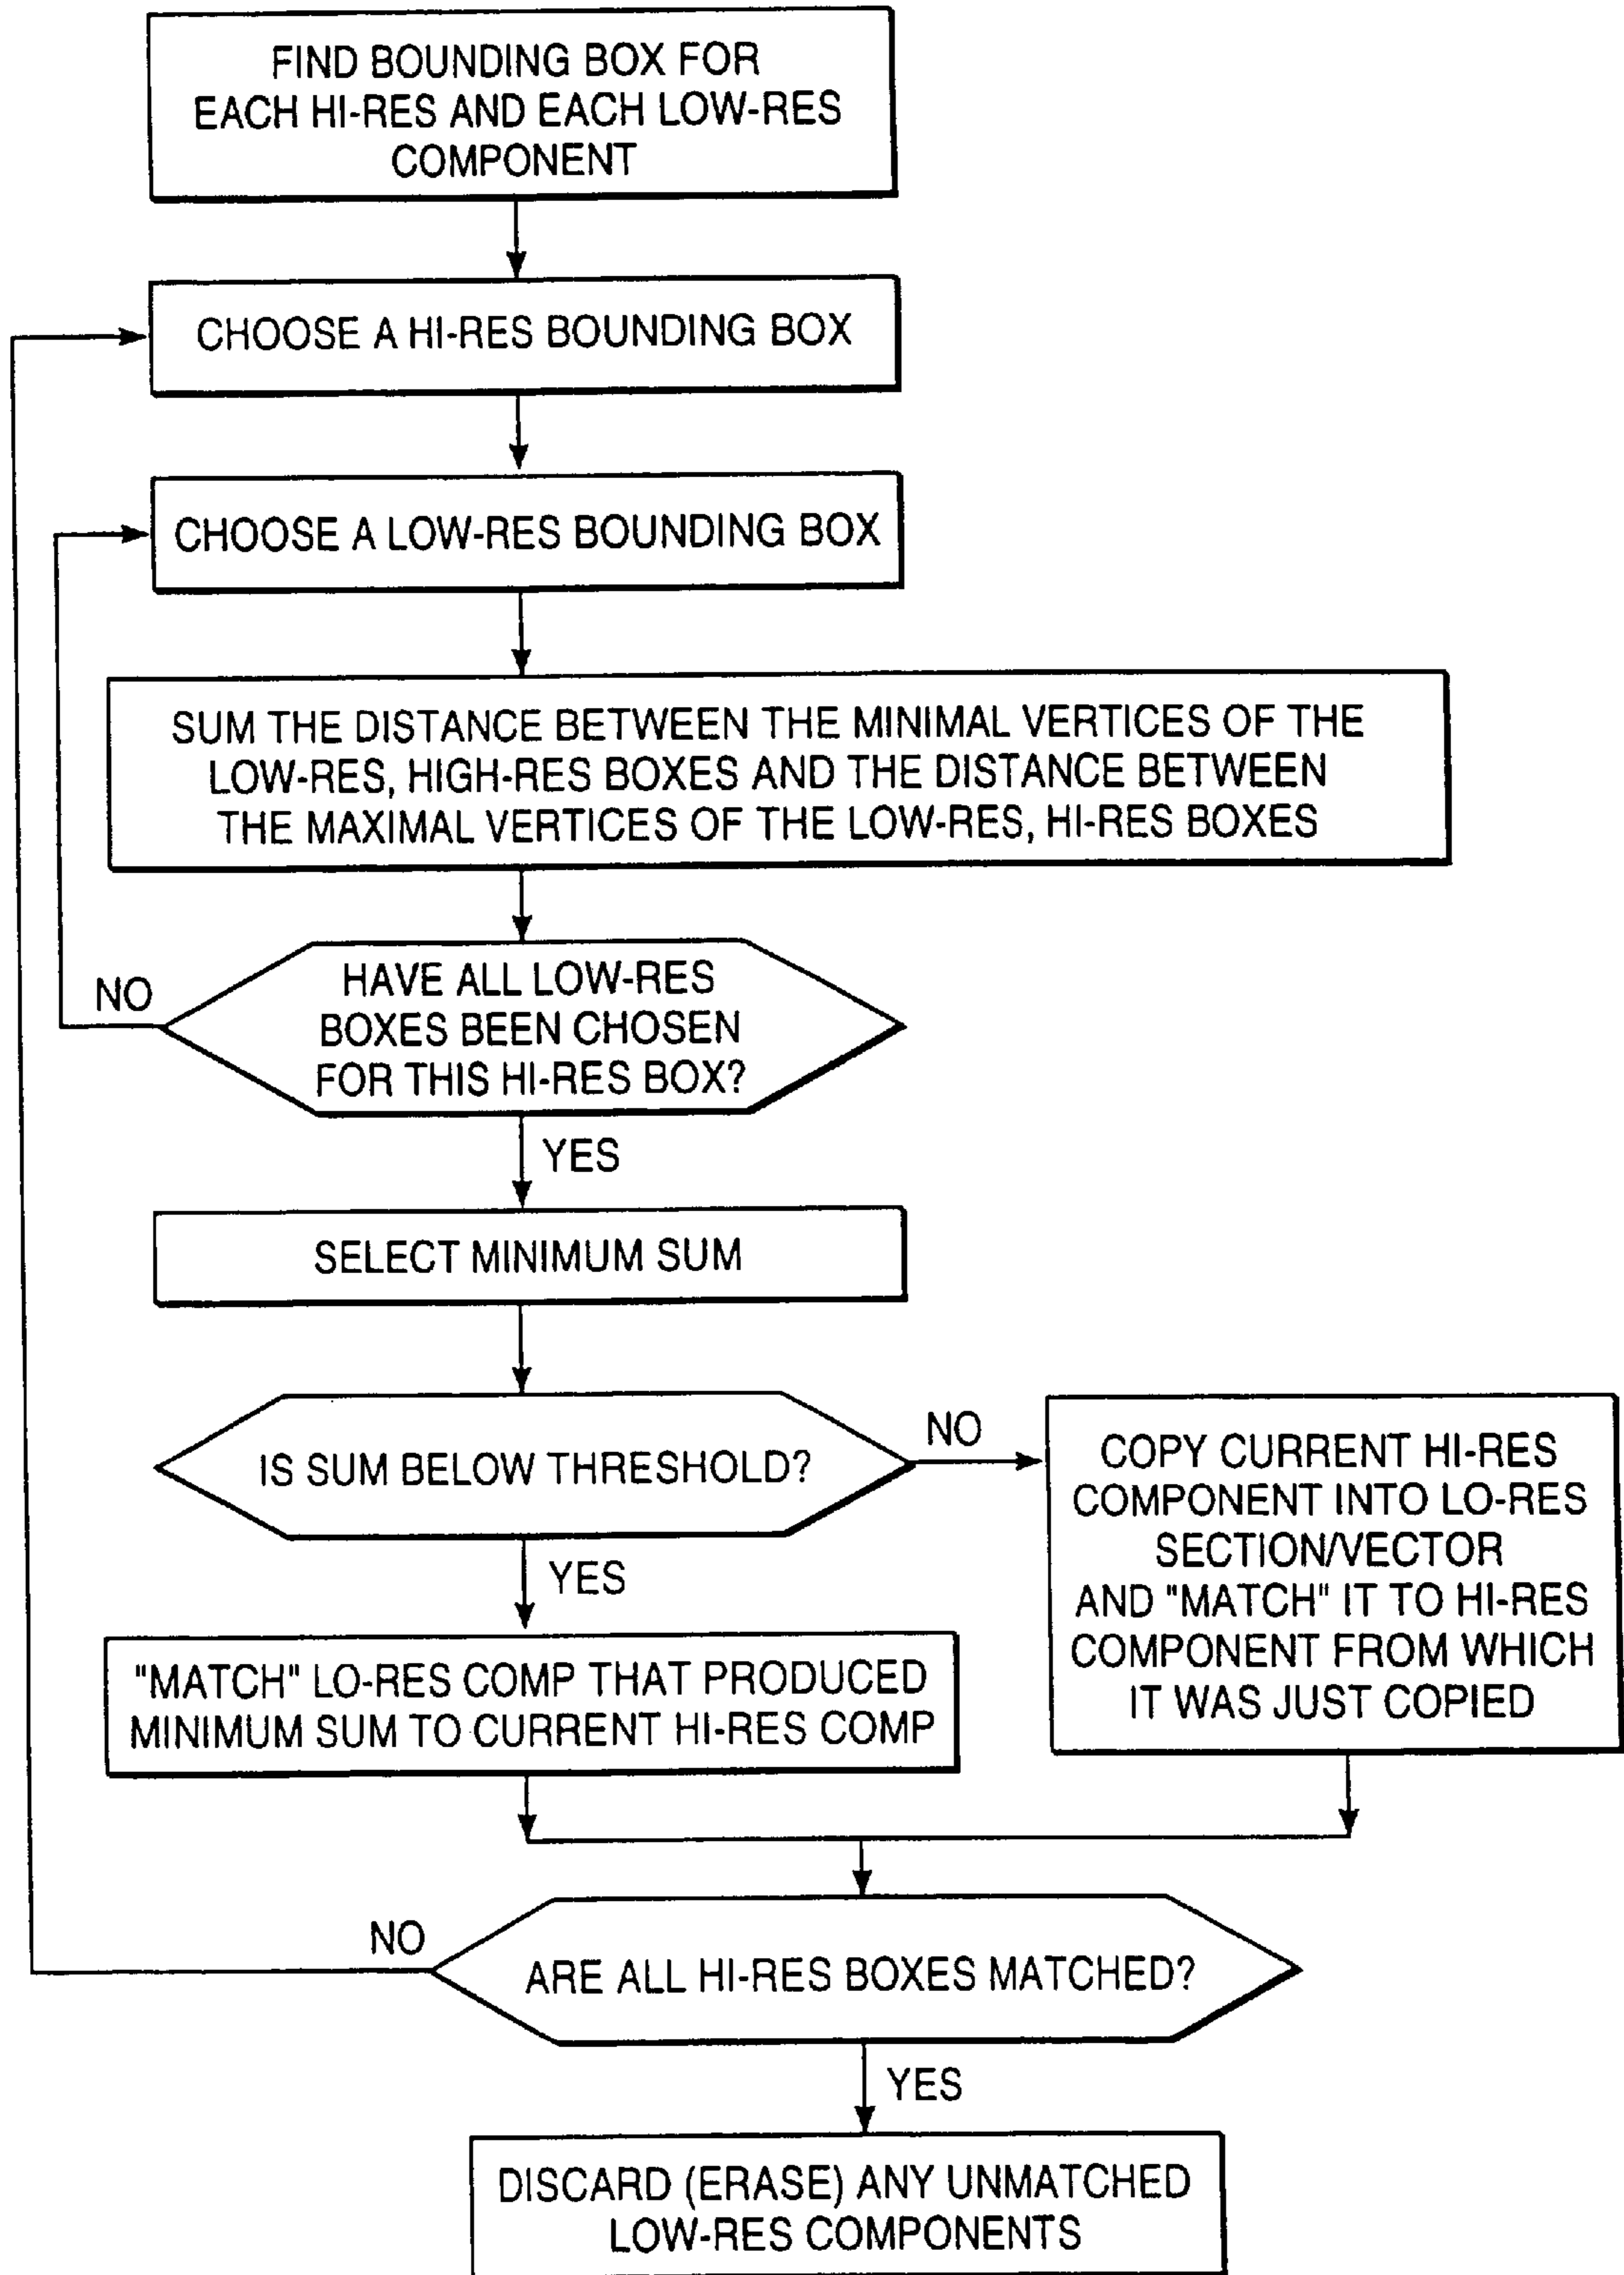 FIND BOUNDING BOX FOR
EACH HI-RES AND EACH LOW-RES
COMPONENT
CHOOSE A HI-RES BOUNDING BOX
CHOOSE A LOW-RES BOUNDING BOX
SUM THE DISTANCE BETWEEN THE MINIMAL VERTICES OF THE
LOW-RES, HIGH-RES BOXES AND THE DISTANCE BETWEEN
THE MAXIMAL VERTICES OF THE LOW-RES, HI-RES BOXES
NO
HAVE ALL LOW-RES
BOXES BEEN CHOSEN
FOR THIS HI-RES BOX?
YES
SELECT MINIMUM SUM
IS SUM BELOW THRESHOLD?
NO
COPY CURRENT HI-RES
COMPONENT INTO LO-RES
SECTION/VECTOR
AND "MATCH" IT TO HI-RES
COMPONENT FROM WHICH
IT WAS JUST COPIED
YES
"MATCH" LO-RES COMP THAT PRODUCED
MINIMUM SUM TO CURRENT HI-RES COMP
NO
ARE ALL HI-RES BOXES MATCHED?
YES
DISCARD (ERASE) ANY UNMATCHED
LOW-RES COMPONENTS